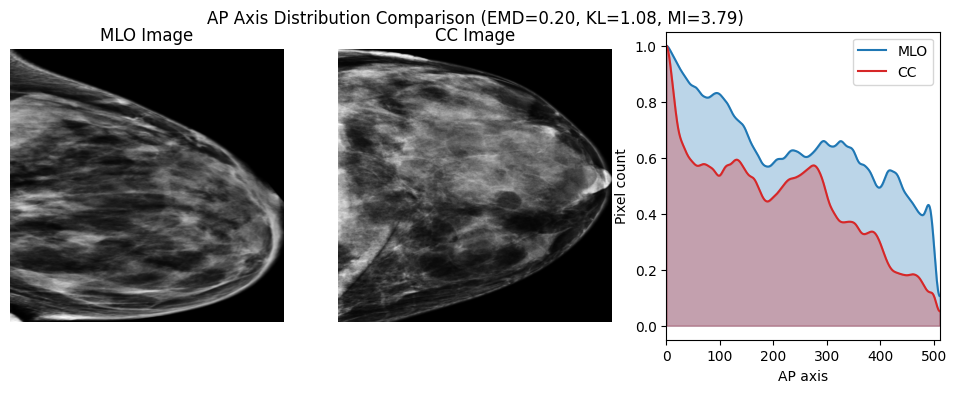 AP Axis Distribution Comparison (EMD=0.20, KL=1.08, MI=3.79)
MLO Image
CC Image
MLO
CC
1.0
0.8
0.6
0.4
0.2
0.0
Pixel count
0
100
200
300
400
500
AP axis